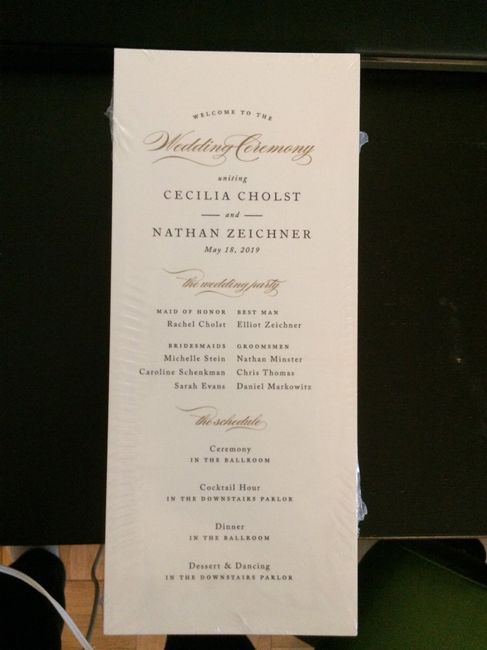 WELCOME TO THE
Wedding Ceremony
uniting
CECILIA CHOLST
and
NATHAN ZEICHNER
May 18, 2019
the wedding party
MAID OF HONOR
Rachel Cholst
BEST MAN
Elliot Zeichner
BRIDESMAIDS
Michelle Stein
Caroline Schenkman
Sarah Evans
GROOMSMEN
Nathan Minster
Chris Thomas
Daniel Markowitz
the schedule
Ceremony
IN THE BALLROOM
Cocktail Hour
IN THE DOWNSTAIRS PARLOR
Dinner
IN THE BALLROOM
Dessert & Dancing
IN THE DOWNSTAIRS PARLOR